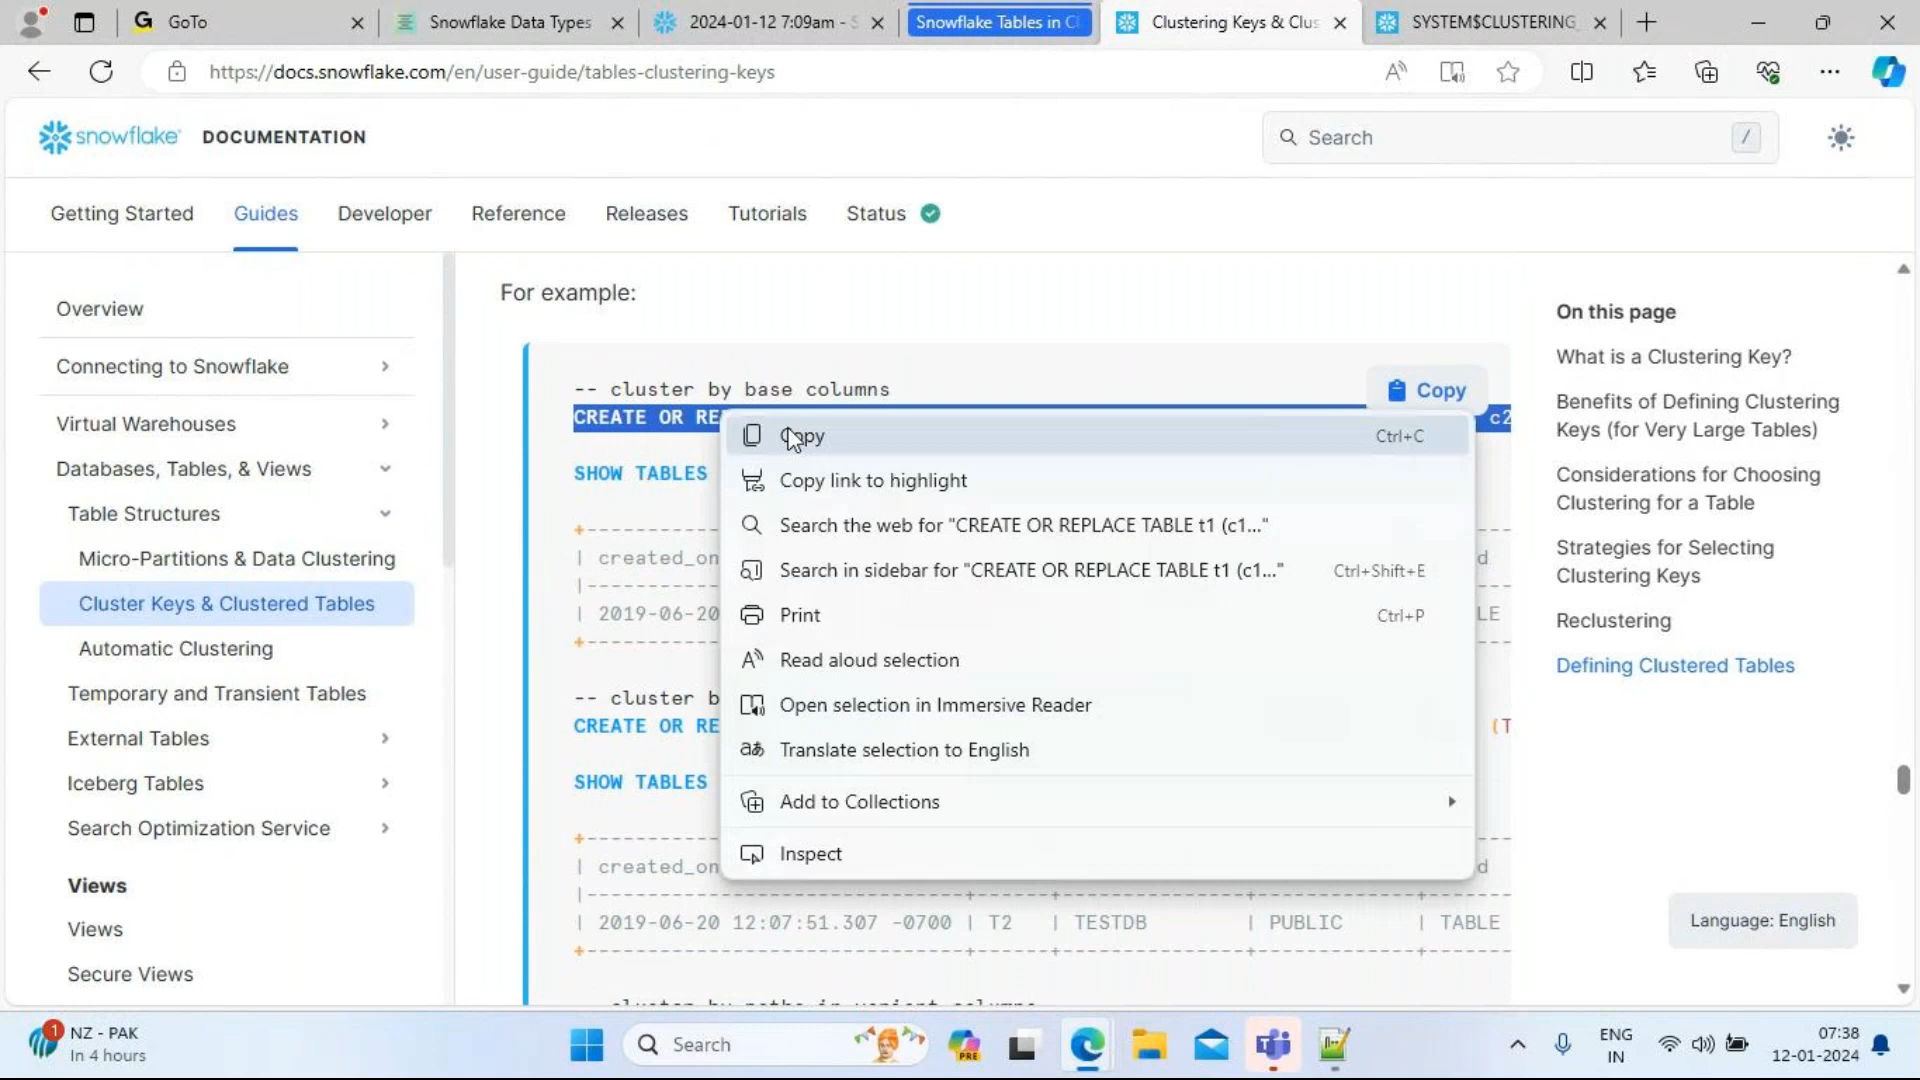 GoTo
Snowflake Data Types
2024-01-12 7:09am - S
Snowflake Tables in C
Clustering Keys & Clus
SYSTEM$CLUSTERING_
https://docs.snowflake.com/en/user-guide/tables-clustering-keys
snowflake DOCUMENTATION
Search /
Getting Started Guides Developer Reference Releases Tutorials Status
Overview
Connecting to Snowflake
Virtual Warehouses
Databases, Tables, & Views
Table Structures
Micro-Partitions & Data Clustering
Cluster Keys & Clustered Tables
Automatic Clustering
Temporary and Transient Tables
External Tables
Iceberg Tables
Search Optimization Service
Views
Views
Secure Views
For example:
-- cluster by base columns
Copy
CREATE OR RE c2
SHOW TABLES
+---
| created_on d
|---
| 2019-06-20 LE
+---
-- cluster b
CREATE OR RE (T
SHOW TABLES
+---
| created_on d
|---
| 2019-06-20 12:07:51.307 -0700 | T2 | TESTDB | PUBLIC | TABLE
+---
Copy Ctrl+C
Copy link to highlight
Search the web for "CREATE OR REPLACE TABLE t1 (c1..."
Search in sidebar for "CREATE OR REPLACE TABLE t1 (c1..." Ctrl+Shift+E
Print Ctrl+P
Read aloud selection
Open selection in Immersive Reader
Translate selection to English
Add to Collections
Inspect
On this page
What is a Clustering Key?
Benefits of Defining Clustering
Keys (for Very Large Tables)
Considerations for Choosing
Clustering for a Table
Strategies for Selecting
Clustering Keys
Reclustering
Defining Clustered Tables
Language: English
1
NZ - PAK
In 4 hours
Search
PRE
ENG
IN
07:38
12-01-2024